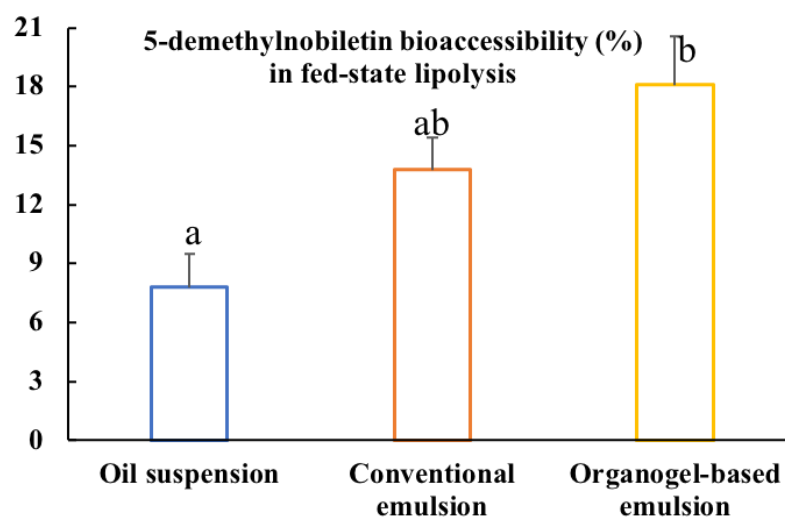 5-demethylnobiletin bioaccessibility (%)
in fed-state lipolysis
21
18
15
12
9
6
3
0
a
ab
b
Oil suspension
Conventional
emulsion
Organogel-based
emulsion